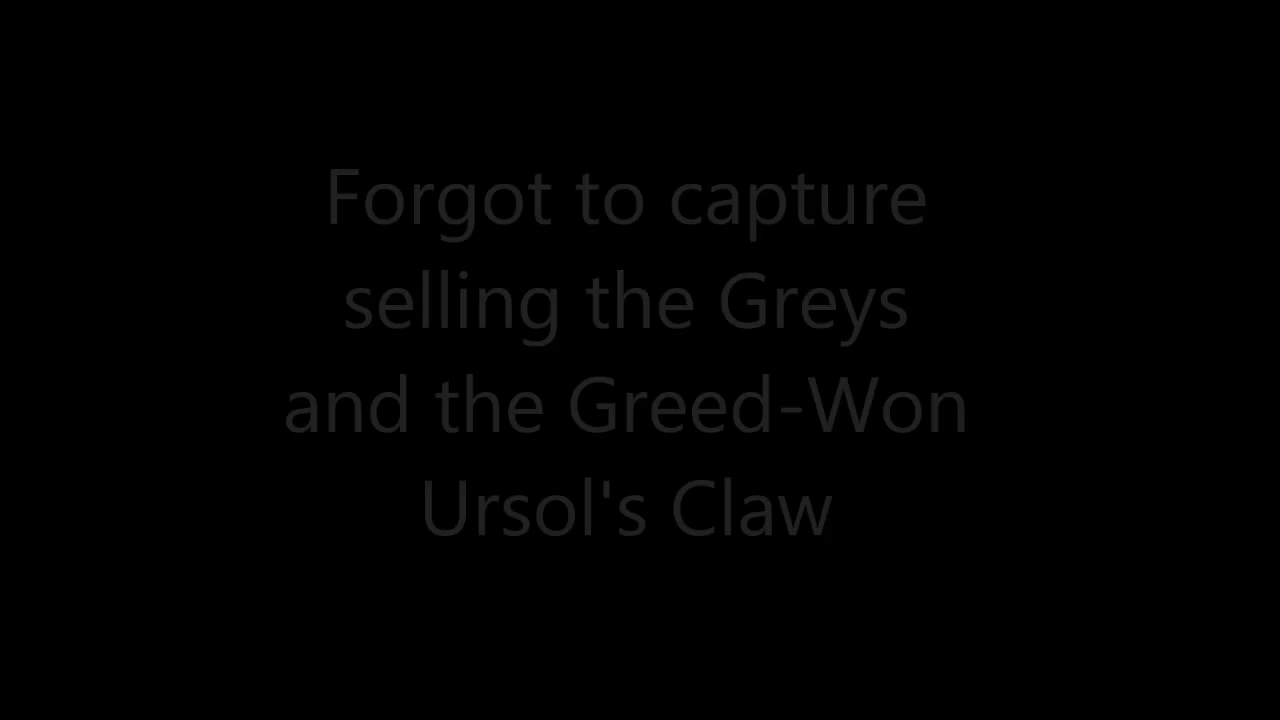 Forgot to capture
selling the Greys
and the Greed-Won
Ursol's Claw